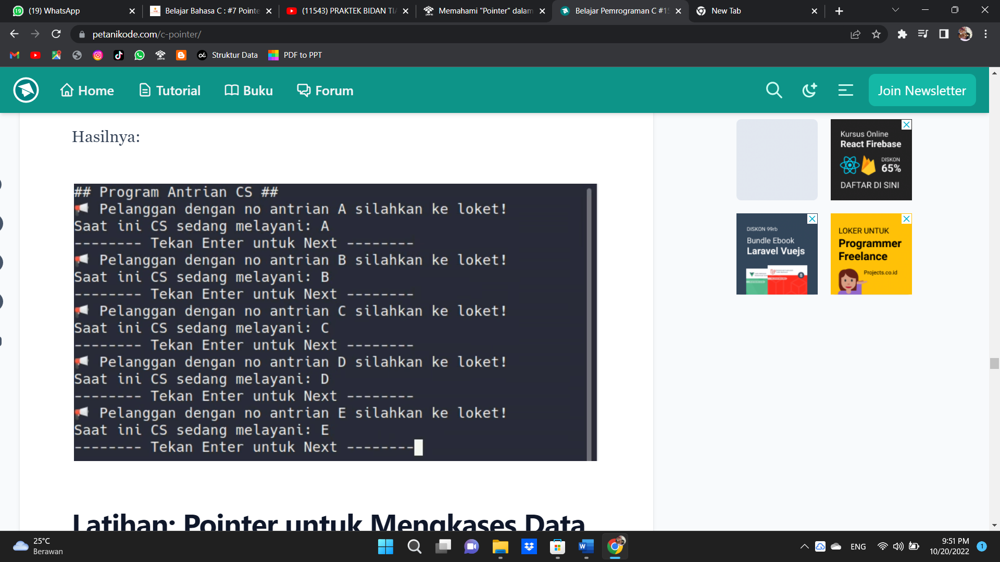 (19) WhatsApp
Belajar Bahasa C : #7 Pointe
(11543) PRAKTEK BIDAN TI
Memahami "Pointer" dalam
Belajar Pemrograman C #15
New Tab
petanikode.com/c-pointer/
Struktur Data
PDF to PPT
Home
Tutorial
Buku
Forum
Join Newsletter
Hasilnya:
## Program Antrian CS ##
Pelanggan dengan no antrian A silahkan ke loket!
Saat ini CS sedang melayani: A
-------- Tekan Enter untuk Next --------
Pelanggan dengan no antrian B silahkan ke loket!
Saat ini CS sedang melayani: B
-------- Tekan Enter untuk Next --------
Pelanggan dengan no antrian C silahkan ke loket!
Saat ini CS sedang melayani: C
-------- Tekan Enter untuk Next --------
Pelanggan dengan no antrian D silahkan ke loket!
Saat ini CS sedang melayani: D
-------- Tekan Enter untuk Next --------
Pelanggan dengan no antrian E silahkan ke loket!
Saat ini CS sedang melayani: E
-------- Tekan Enter untuk Next --------
Kursus Online
React Firebase
DISKON
65%
DAFTAR DI SINI
DISKON 99rb
Bundle Ebook
Laravel Vuejs
LOKER UNTUK
Programmer
Freelance
Projects.co.id
Latihan: Pointer untuk Mengkases Data
25°C
Berawan
ENG
9:51 PM
10/20/2022
1